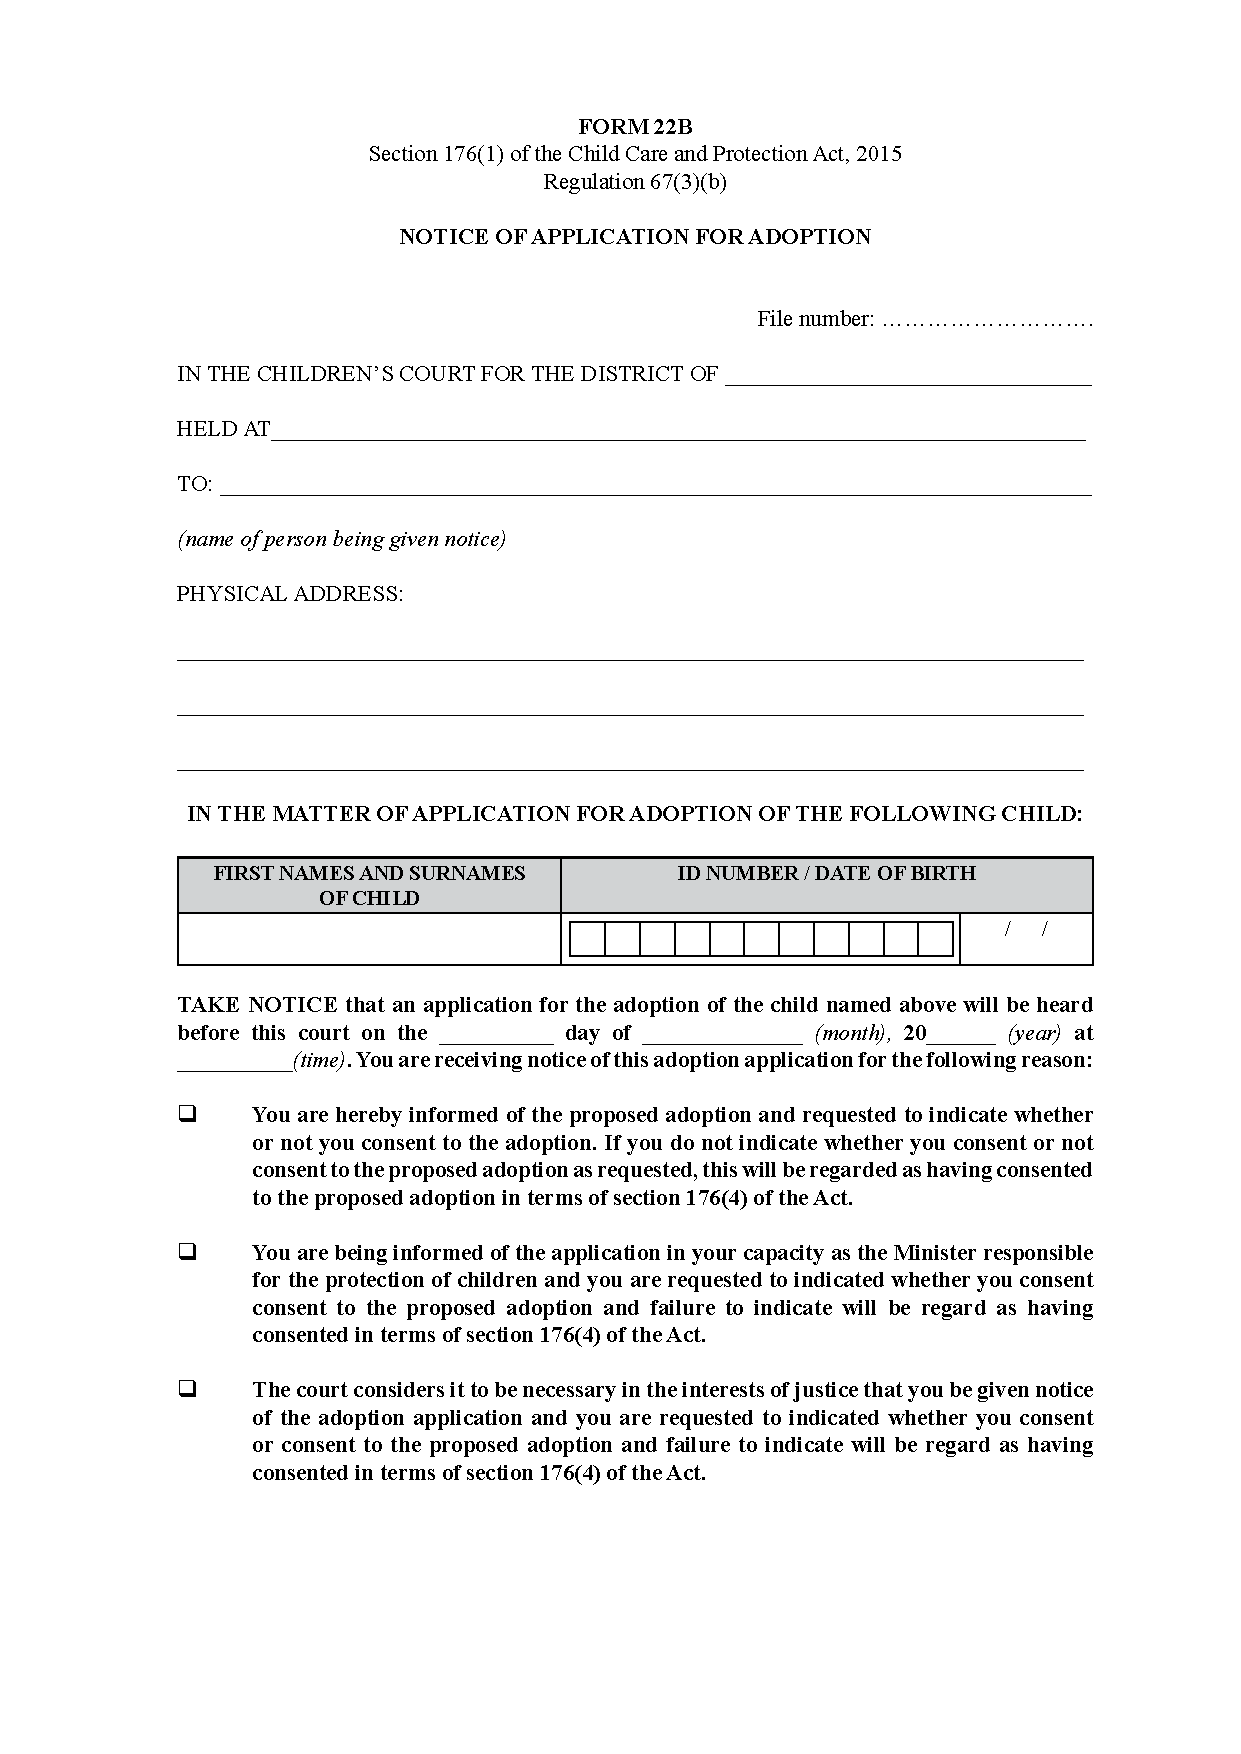 FORM 22B
Section 176(1) of the Child Care and Protection Act, 2015
Regulation 67(3)(b)
NOTICE OF APPLICATION FOR ADOPTION
File number: ……………………….
IN THE CHILDREN’S COURT FOR THE DISTRICT OF ________________________________
HELD AT__________________________________________________________________________
TO: ____________________________________________________________________________
(name of person being given notice)
PHYSICAL ADDRESS:
_______________________________________________________________________________
_______________________________________________________________________________
_______________________________________________________________________________
IN THE MATTER OF APPLICATION FOR ADOPTION OF THE FOLLOWING CHILD:
FIRST NAMES AND SURNAMES
OF CHILD
ID NUMBER / DATE OF BIRTH
/ /
TAKE NOTICE that an application for the adoption of the child named above will be heard
before this court on the __________ day of ______________ (month), 20______ (year) at
__________(time). You are receiving notice of this adoption application for the following reason:
❑ You are hereby informed of the proposed adoption and requested to indicate whether
or not you consent to the adoption. If you do not indicate whether you consent or not
consent to the proposed adoption as requested, this will be regarded as having consented
to the proposed adoption in terms of section 176(4) of the Act.
❑ You are being informed of the application in your capacity as the Minister responsible
for the protection of children and you are requested to indicated whether you consent
consent to the proposed adoption and failure to indicate will be regard as having
consented in terms of section 176(4) of the Act.
❑ The court considers it to be necessary in the interests of justice that you be given notice
of the adoption application and you are requested to indicated whether you consent
or consent to the proposed adoption and failure to indicate will be regard as having
consented in terms of section 176(4) of the Act.